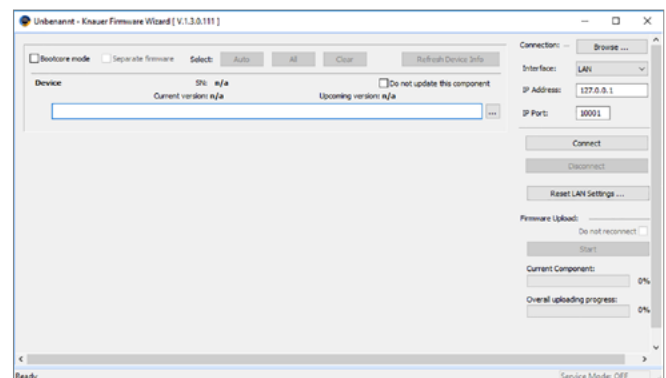 Unbenannt - Knauer Firmware Wizard [ V.1.3.0.111 ]
Bootcore mode
Separate firmware
Select:
Auto
All
Clear
Refresh Device Info
Device
SN: n/a
Do not update this component
Current version: n/a
Upcoming version: n/a
...
Connection:
Browse ...
Interface:
LAN
IP Address:
127.0.0.1
IP Port:
10001
Connect
Disconnect
Reset LAN Settings ...
Firmware Upload:
Do not reconnect
Start
Current Component:
0%
Overall uploading progress:
0%
Ready
Service Mode: OFF